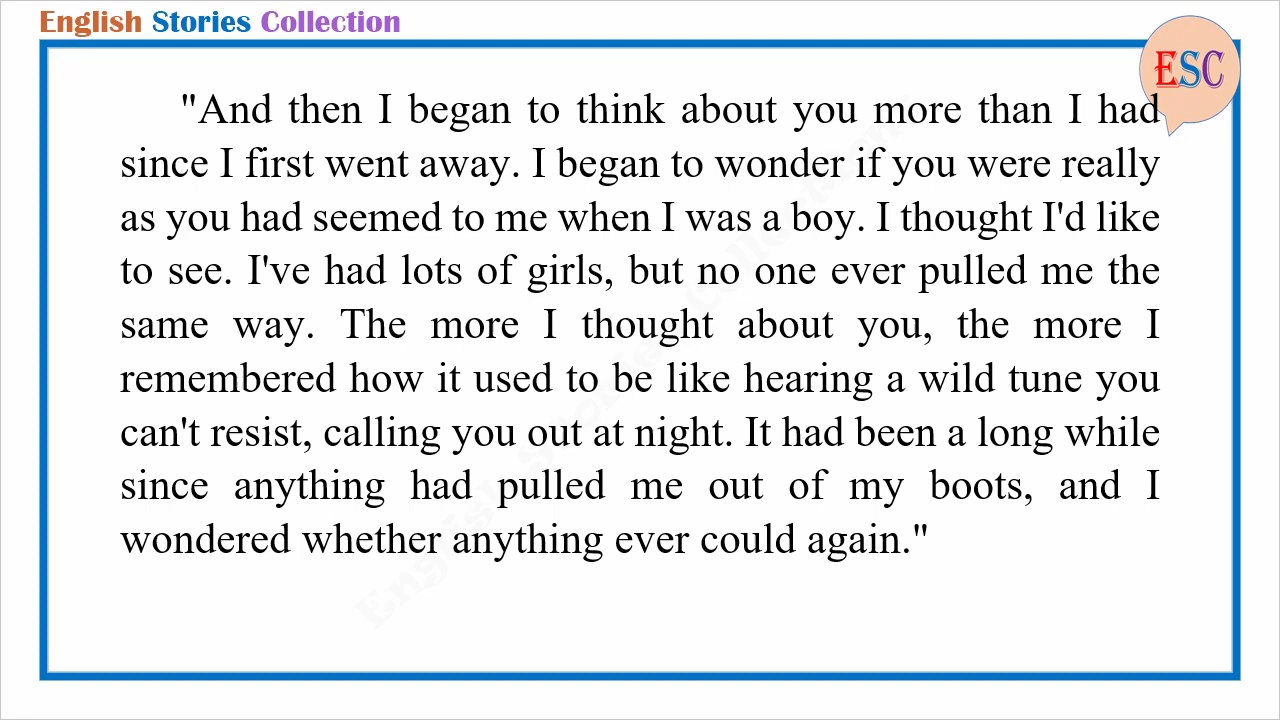 English Stories Collection
ESC
"And then I began to think about you more than I had
since I first went away. I began to wonder if you were really
as you had seemed to me when I was a boy. I thought I'd like
to see. I've had lots of girls, but no one ever pulled me the
same way. The more I thought about you, the more I
remembered how it used to be like hearing a wild tune you
can't resist, calling you out at night. It had been a long while
since anything had pulled me out of my boots, and I
wondered whether anything ever could again."